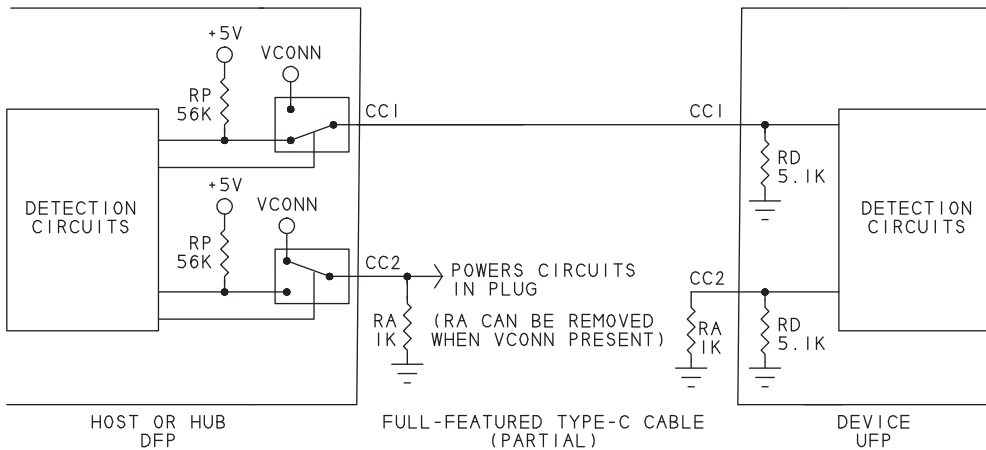 +5V
VCONN
RP
56K
CC1
CC1
RD
5.1K
DETECTION
CIRCUITS
+5V
VCONN
RP
56K
CC2
POWERS CIRCUITS
IN PLUG
RA
1K
(RA CAN BE REMOVED
WHEN VCONN PRESENT)
CC2
RA
1K
RD
5.1K
DETECTION
CIRCUITS
HOST OR HUB
DFP
FULL-FEATURED TYPE-C CABLE
(PARTIAL)
DEVICE
UFP